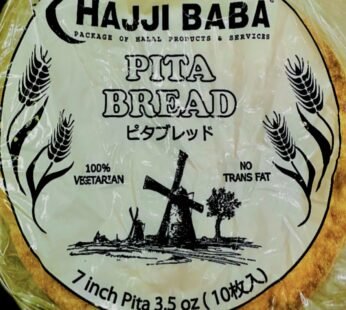 HAJJI BABA®
PACKAGE OF HALAL PRODUCTS & SERVICES
PITA
BREAD
ピタブレッド
100%
VEGETARIAN
NO
TRANS FAT
7 inch Pita 3.5 oz (10枚入)